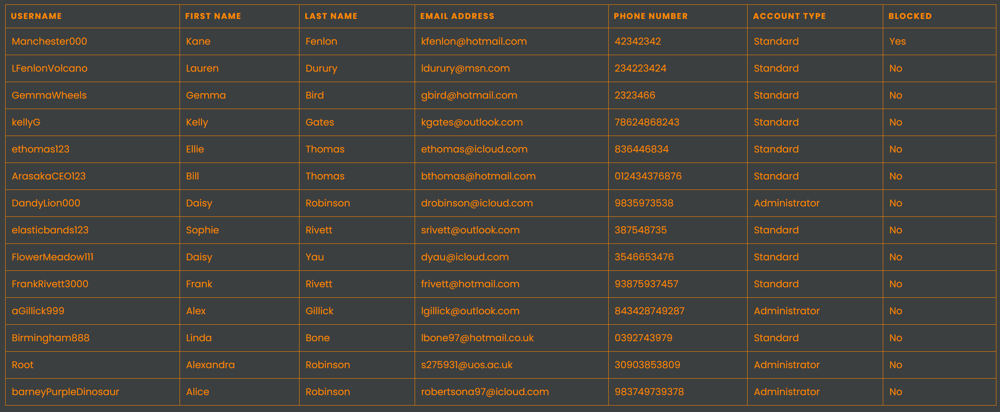 USERNAME FIRST NAME LAST NAME EMAIL ADDRESS PHONE NUMBER ACCOUNT TYPE BLOCKED
Manchester000 Kane Fenlon kfenlon@hotmail.com 42342342 Standard Yes
LFenlonVolcano Lauren Durury ldurury@msn.com 234223424 Standard No
GemmaWheels Gemma Bird gbird@hotmail.com 2323466 Standard No
kellyG Kelly Gates kgates@outlook.com 78624868243 Standard No
ethomas123 Ellie Thomas ethomas@icloud.com 836446834 Standard No
ArasakaCEO123 Bill Thomas bthomas@hotmail.com 012434376876 Standard No
DandyLion000 Daisy Robinson drobinson@icloud.com 9835973538 Administrator No
elasticbands123 Sophie Rivett srivett@outlook.com 387548735 Standard No
FlowerMeadow111 Daisy Yau dyau@icloud.com 3546653476 Standard No
FrankRivett3000 Frank Rivett frivett@hotmail.com 93875937457 Standard No
aGillick999 Alex Gillick lgillick@outlook.com 843428749287 Administrator No
Birmingham888 Linda Bone lbone97@hotmail.co.uk 0392743979 Standard No
Root Alexandra Robinson s275931@uos.ac.uk 30903853809 Administrator No
barneyPurpleDinosaur Alice Robinson robertsona97@icloud.com 983749739378 Administrator No